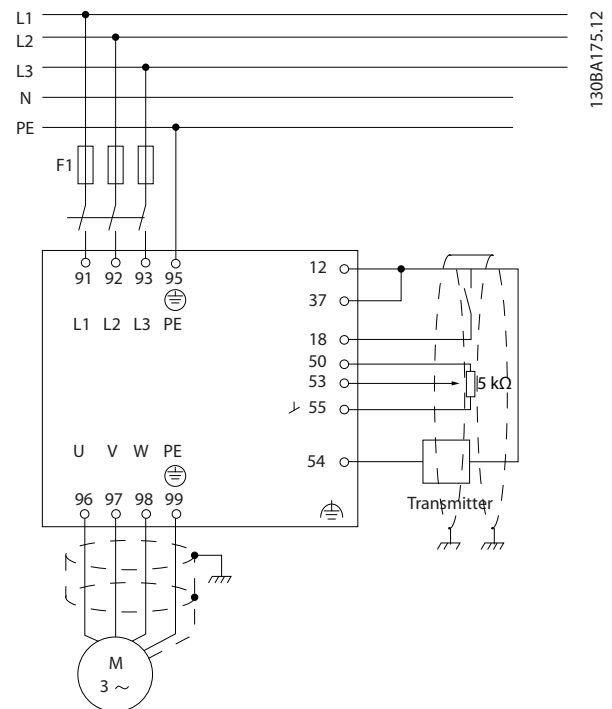 L1
L2
L3
N
PE
130BA175.12
F1
91 92 93 95
L1 L2 L3 PE
12
37
18
50
53
5 kΩ
55
54
Transmitter
U V W PE
96 97 98 99
M
3 ~